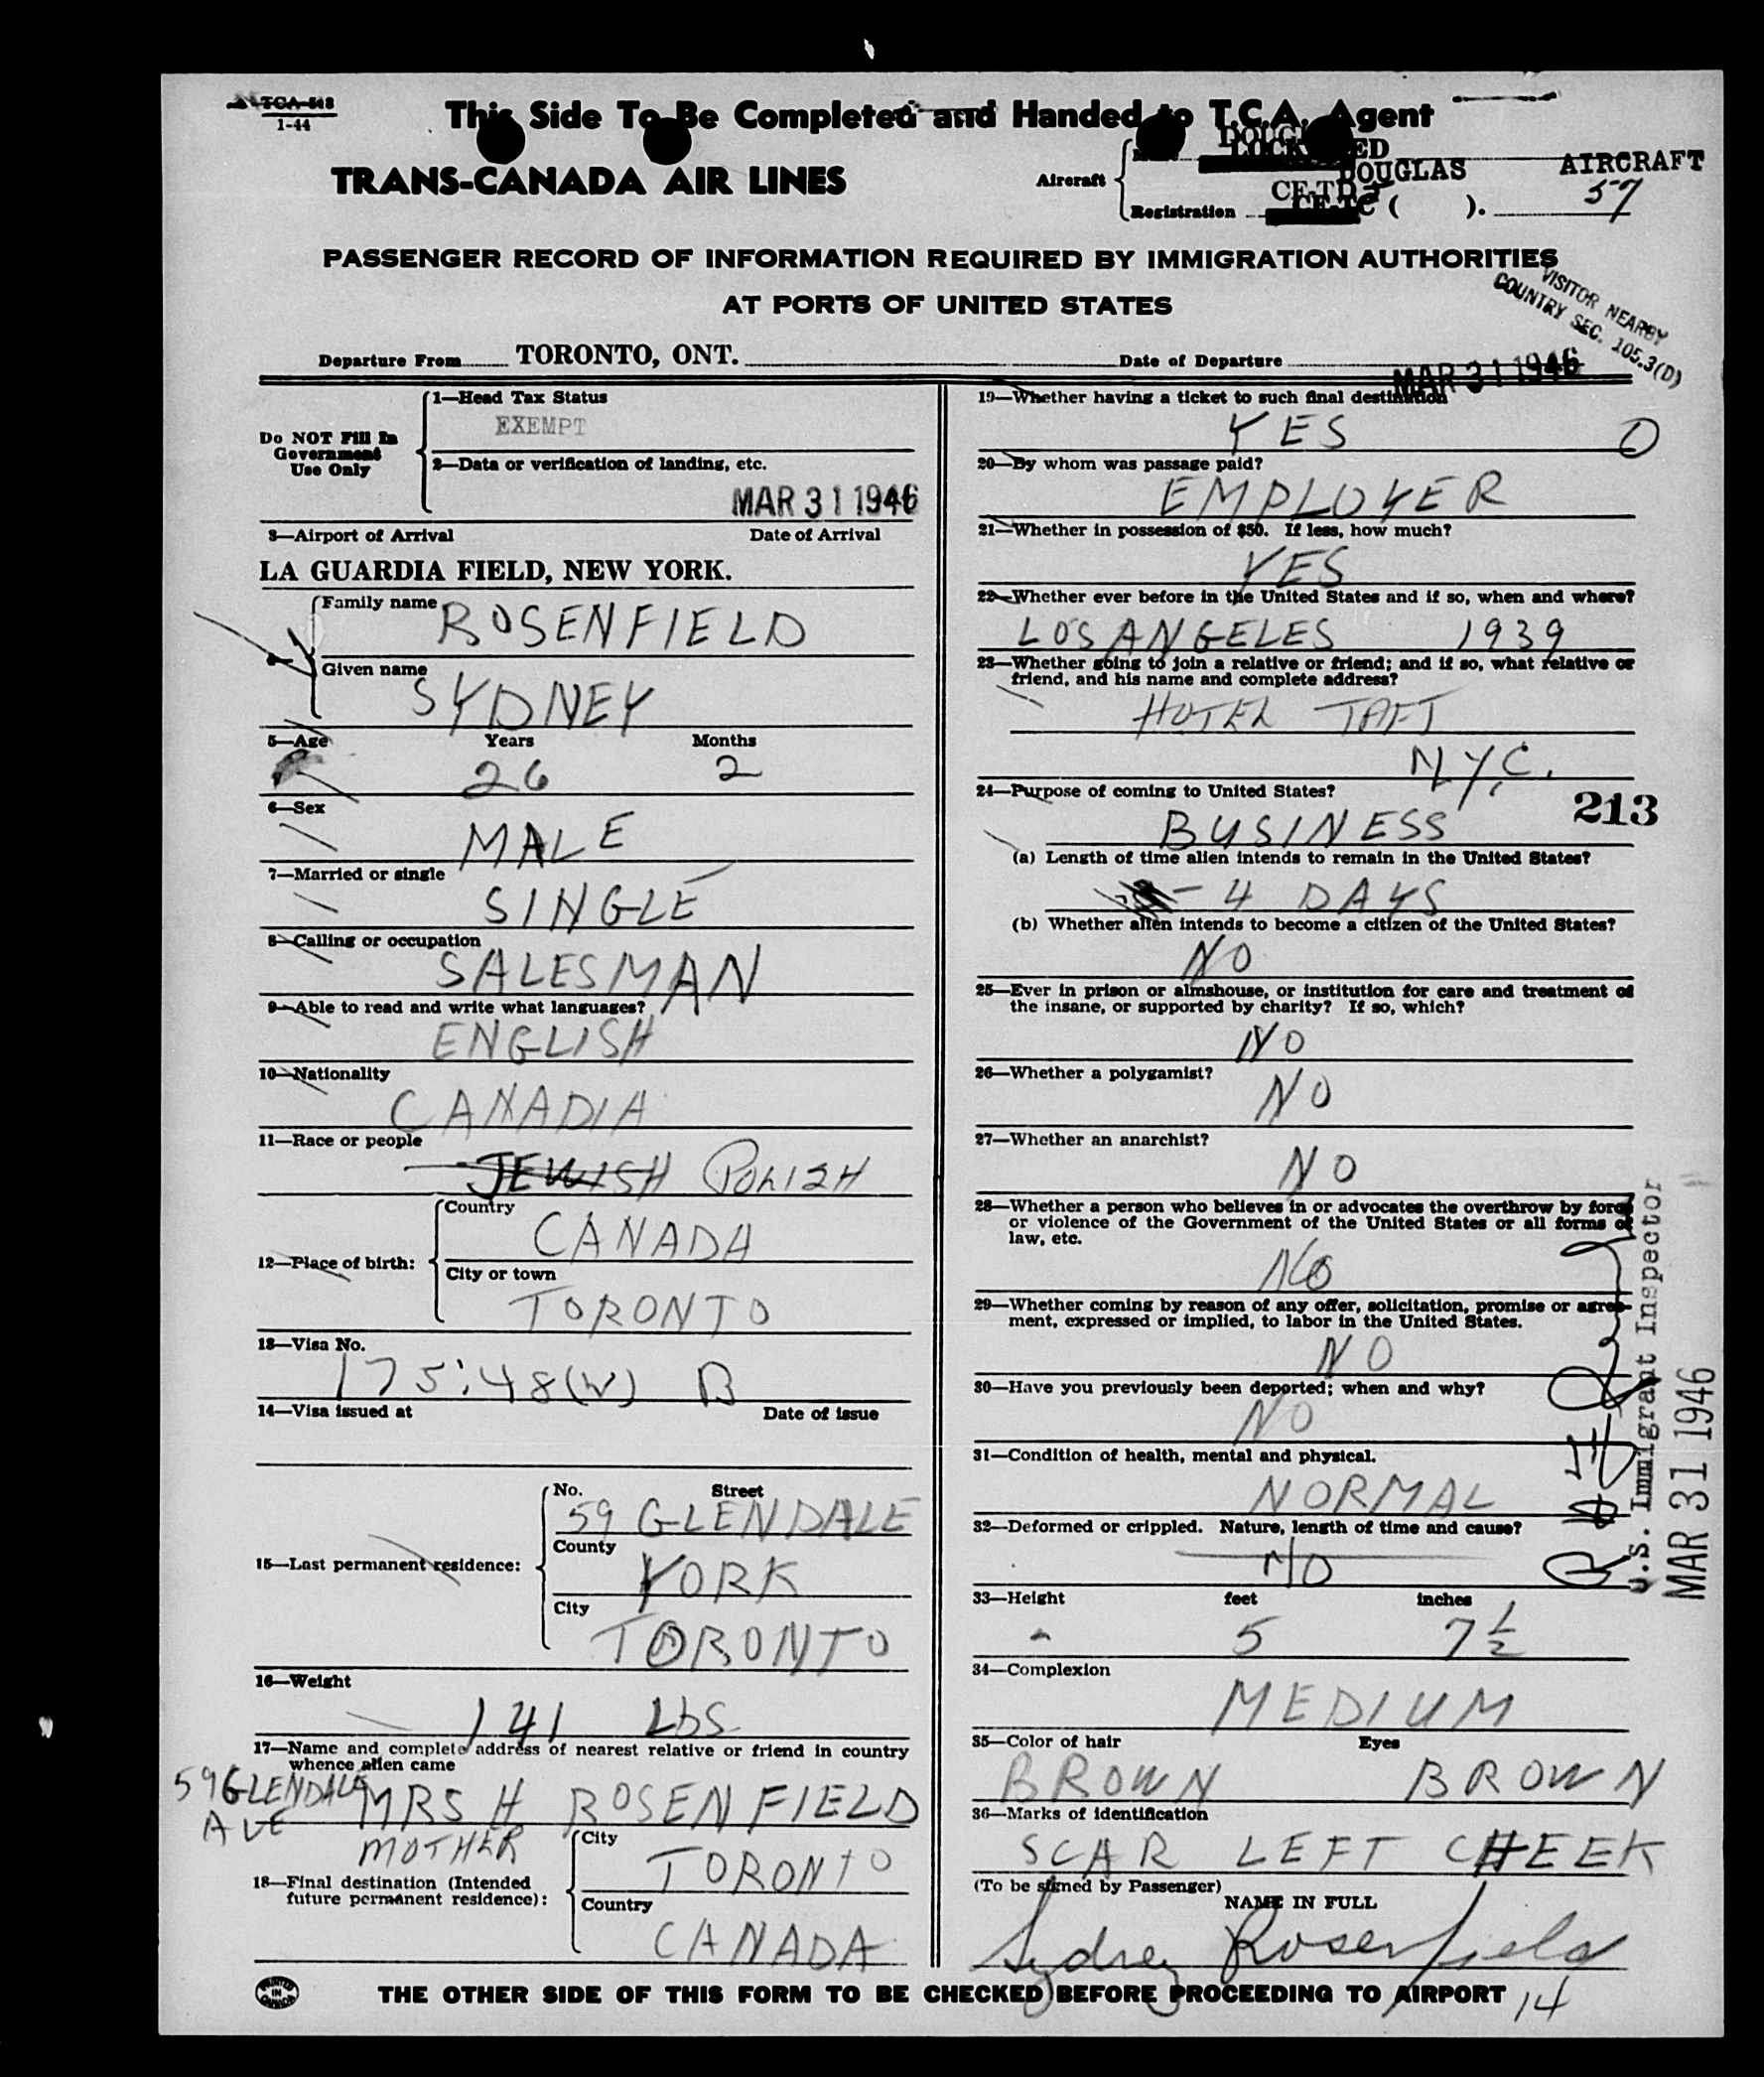 TCA-518
1-44
This Side To Be Completed and Handed to T.C.A. Agent
TRANS-CANADA AIR LINES
Aircraft
DOUGLAS
AIRCRAFT
Registration
CF-TD
( ).
57
PASSENGER RECORD OF INFORMATION REQUIRED BY IMMIGRATION AUTHORITIES
AT PORTS OF UNITED STATES
VISITOR NEARBY
COUNTRY SEC. 105.3(D)
Departure From TORONTO, ONT. Date of Departure MAR 31 1946
Do NOT Fill In
Government
Use Only
1—Head Tax Status
EXEMPT
2—Data or verification of landing, etc.
MAR 31 1946
3—Airport of Arrival Date of Arrival
LA GUARDIA FIELD, NEW YORK.
4—
Family name ROSENFIELD
Given name
SYDNEY
5—Age Years Months
26 2
6—Sex
MALE
7—Married or single
SINGLE
8—Calling or occupation
SALESMAN
9—Able to read and write what languages?
ENGLISH
10—Nationality
CANADIA
11—Race or people
JEWISH POLISH
12—Place of birth:
Country
CANADA
City or town
TORONTO
13—Visa No.
175:48(W) B
14—Visa issued at Date of issue
15—Last permanent residence:
No. Street
59 GLENDALE
County
YORK
City
TORONTO
16—Weight
141 Lbs
17—Name and complete address of nearest relative or friend in country
whence alien came
59 GLENDALE
AVE
MRS H ROSENFIELD
MOTHER
18—Final destination (Intended
future permanent residence):
City
TORONTO
Country
CANADA
19—Whether having a ticket to such final destination
YES
20—By whom was passage paid?
EMPLOYER
21—Whether in possession of $50. If less, how much?
YES
22—Whether ever before in the United States and if so, when and where?
LOS ANGELES 1939
23—Whether going to join a relative or friend; and if so, what relative or
friend, and his name and complete address?
HOTEL TAFT
N.Y.C.
24—Purpose of coming to United States?
213
BUSINESS
(a) Length of time alien intends to remain in the United States?
- 4 DAYS
(b) Whether alien intends to become a citizen of the United States?
NO
25—Ever in prison or almshouse, or institution for care and treatment of
the insane, or supported by charity? If so, which?
NO
26—Whether a polygamist?
NO
27—Whether an anarchist?
NO
28—Whether a person who believes in or advocates the overthrow by force
or violence of the Government of the United States or all forms of
law, etc.
NO
29—Whether coming by reason of any offer, solicitation, promise or agree-
ment, expressed or implied, to labor in the United States.
NO
30—Have you previously been deported; when and why?
NO
31—Condition of health, mental and physical.
NORMAL
32—Deformed or crippled. Nature, length of time and cause?
NO
33—Height feet inches
5 7 1/2
34—Complexion
MEDIUM
35—Color of hair Eyes
BROWN BROWN
36—Marks of identification
SCAR LEFT CHEEK
(To be signed by Passenger)
NAME IN FULL
Sydney Rosenfield
U.S. Immigrant Inspector
MAR 31 1946
PRINTED
IN
CANADA
THE OTHER SIDE OF THIS FORM TO BE CHECKED BEFORE PROCEEDING TO AIRPORT
14